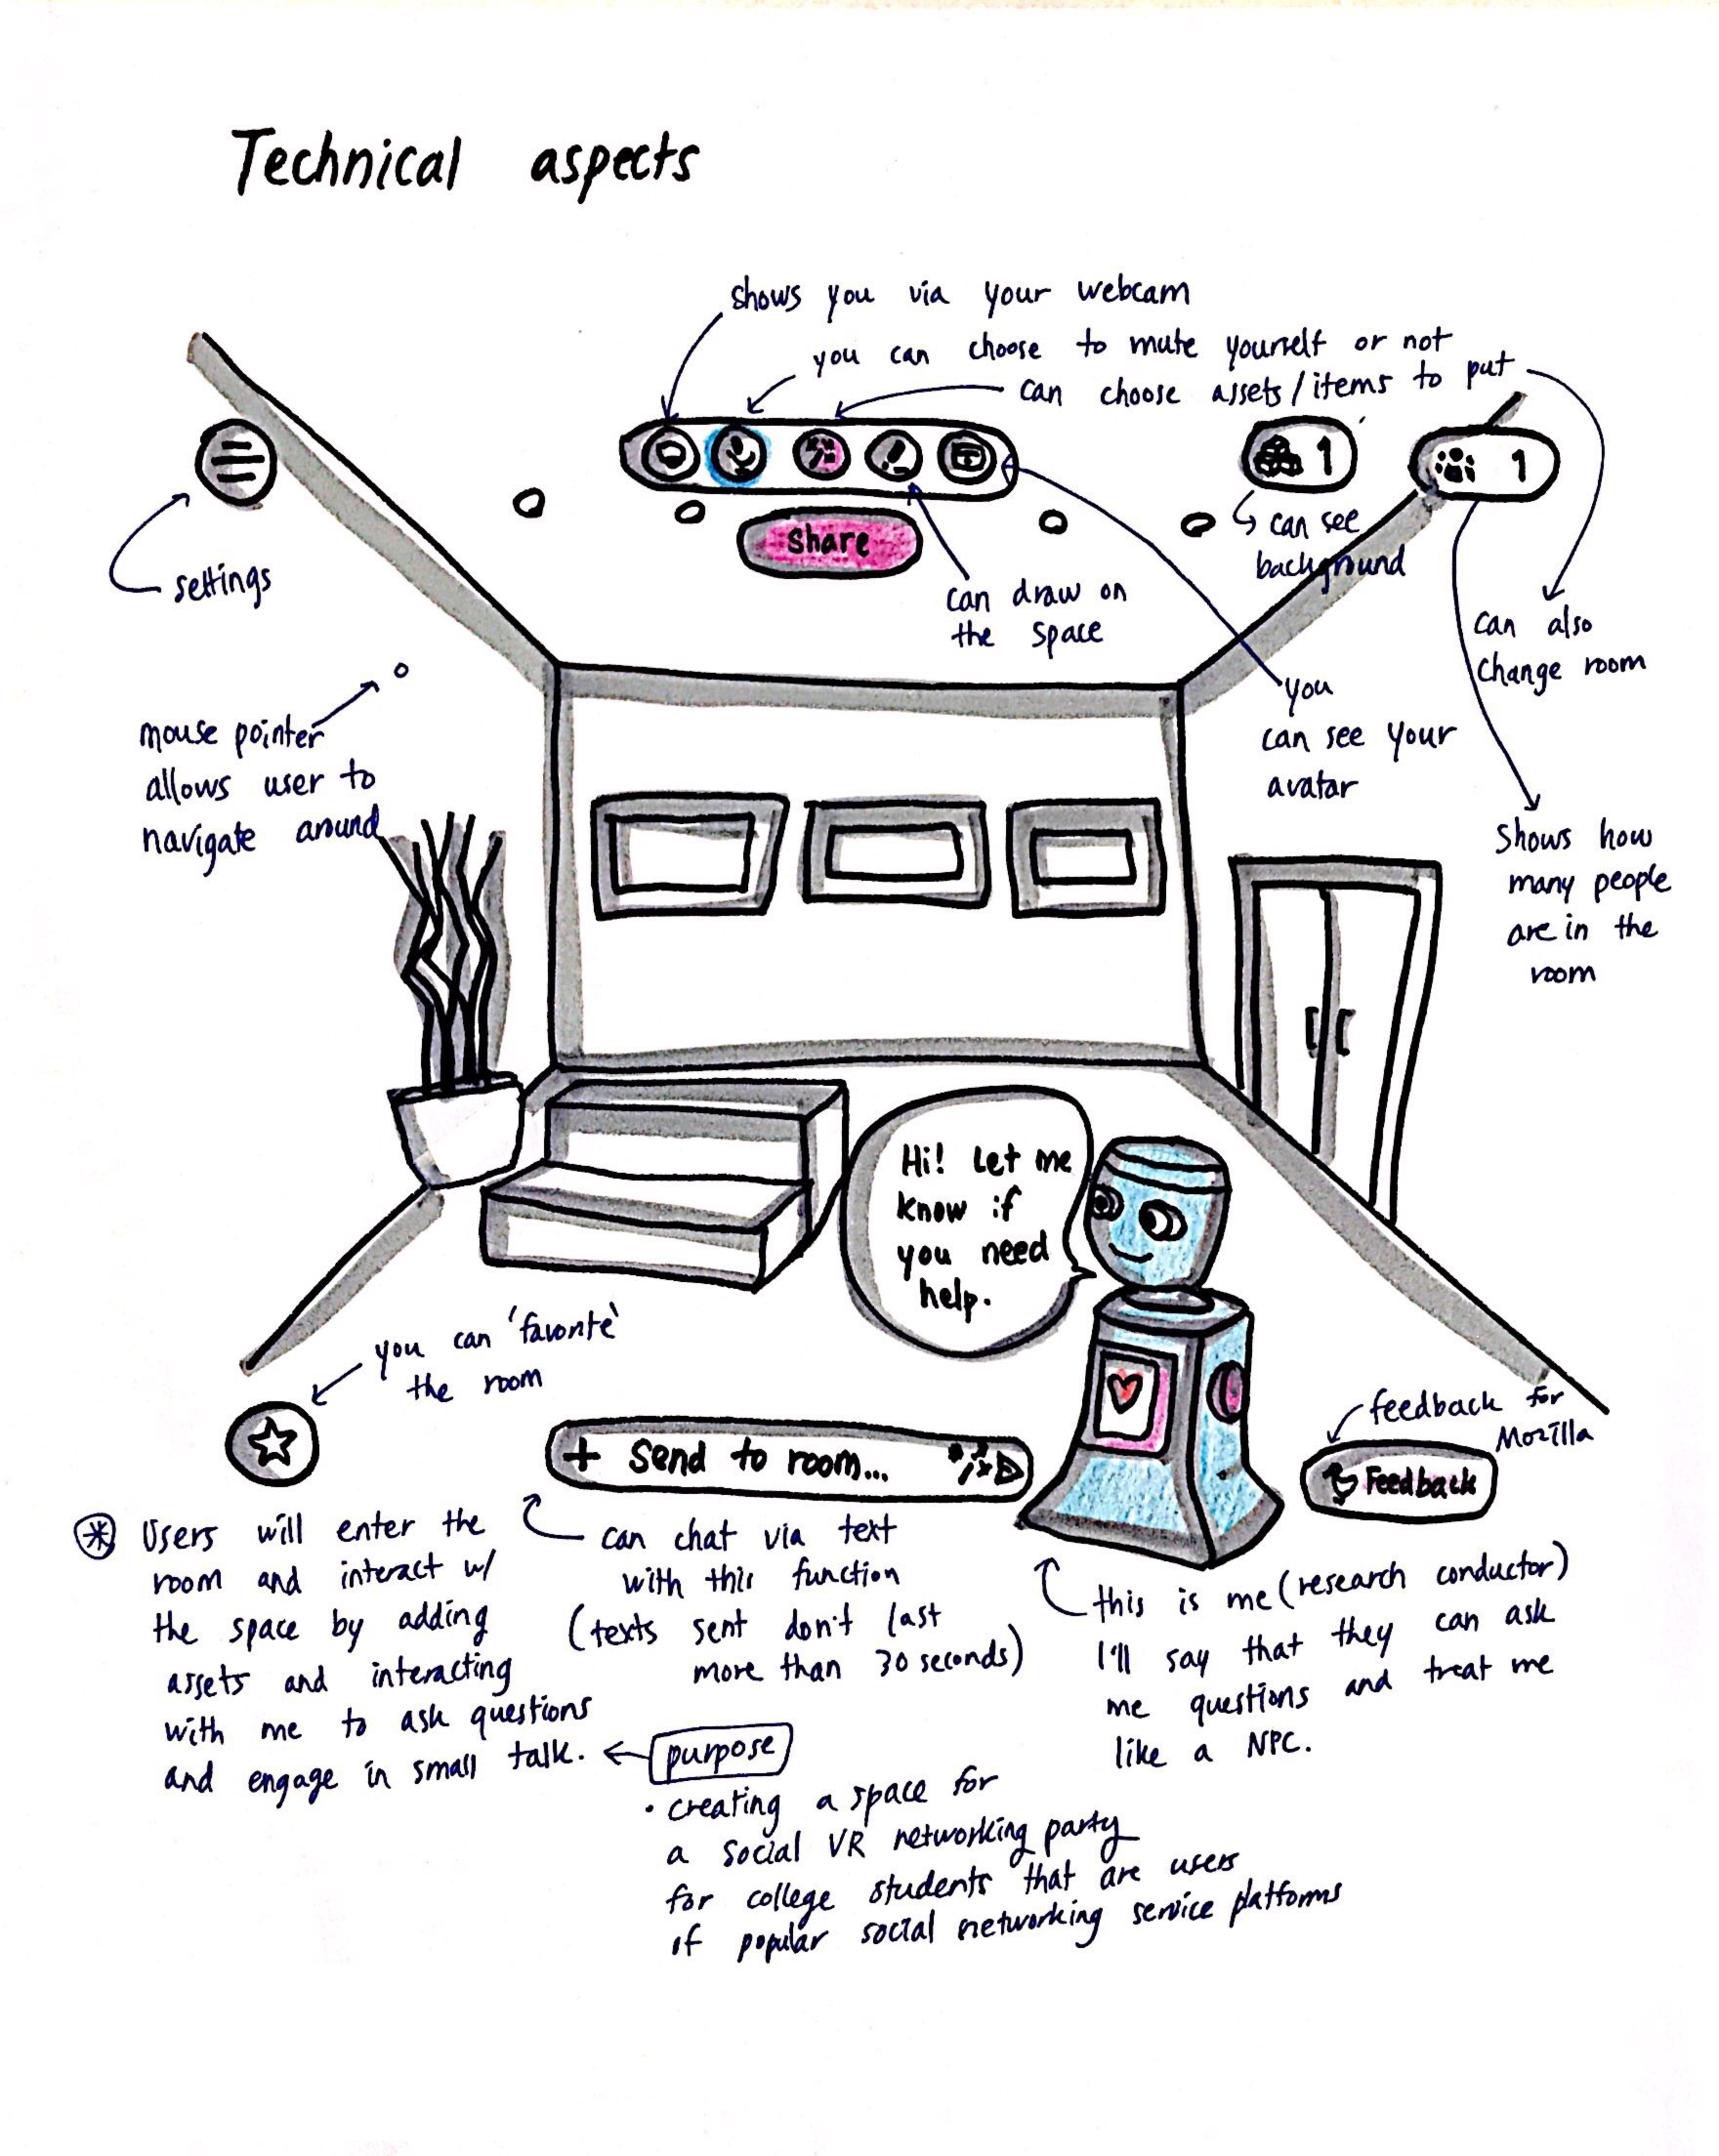 Technical aspects
shows you via your webcam
you can choose to mute yourself or not
can choose assets/items to put
1
1
share
↳ can see
background
settings
can draw on
the space
can also
change room
you
can see your
avatar
mouse pointer
allows user to
navigate around
shows how
many people
are in the
room
Hi! Let me
know if
you need
help.
you can 'favorite'
the room
feedback for
Mozilla
+ Send to room...
Feedback
* Users will enter the
room and interact w/
the space by adding
assets and interacting
with me to ask questions
and engage in small talk.
can chat via text
with this function
(texts sent don't last
more than 30 seconds)
this is me (research conductor)
I'll say that they can ask
me questions and treat me
like a NPC.
purpose
• creating a space for
a social VR networking party
for college students that are users
of popular social networking service platforms